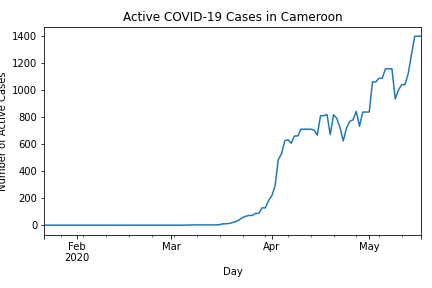 Active COVID-19 Cases in Cameroon
1400
1200
1000
800
600
400
200
0
Number of Active Cases
Feb
2020
Mar
Apr
May
Day